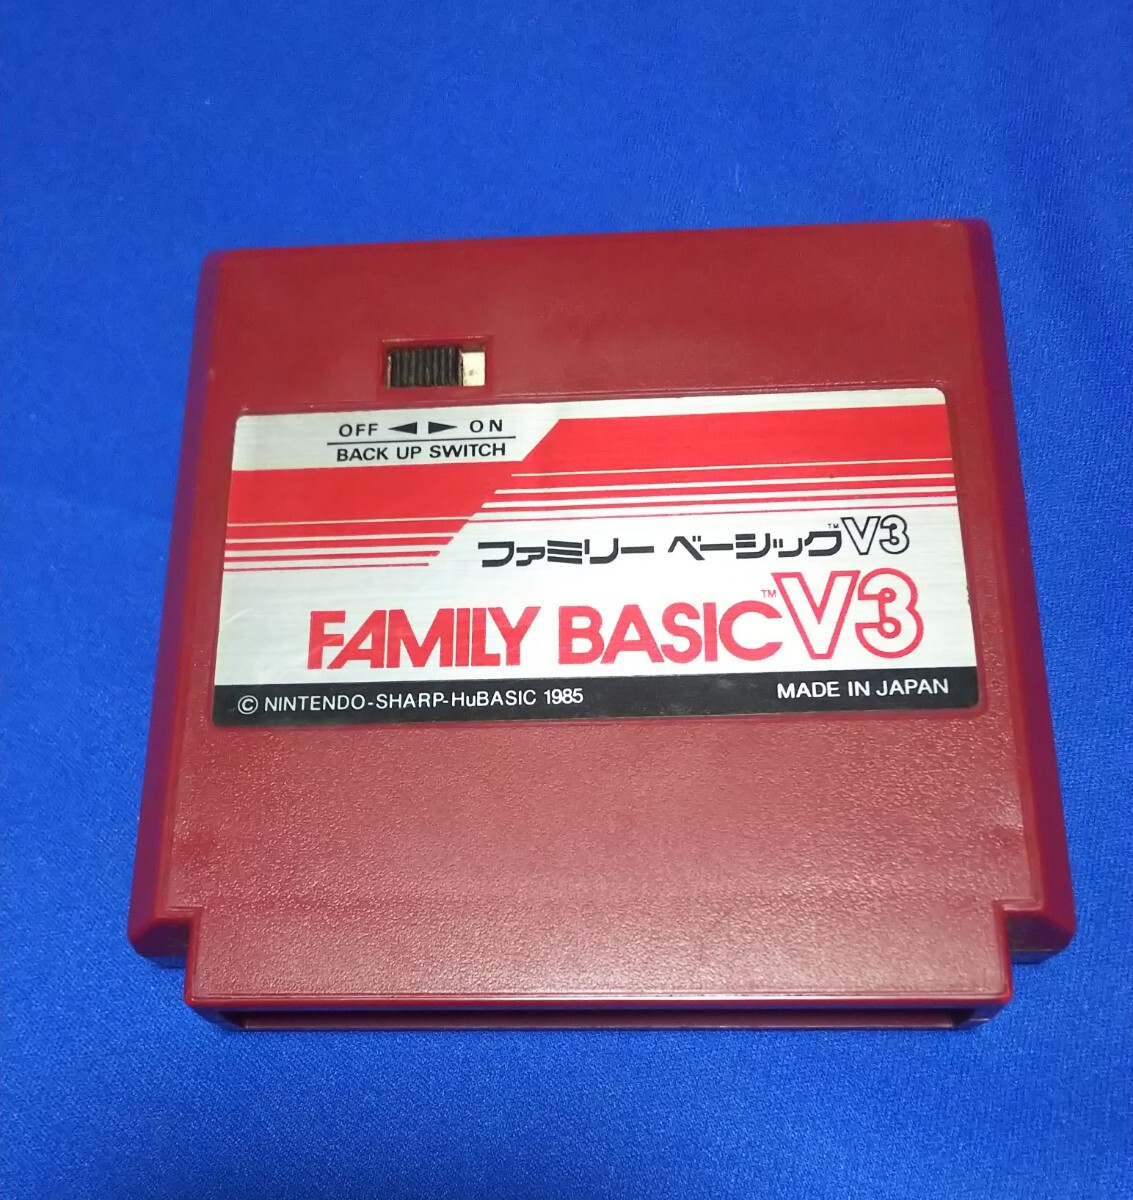 OFF ◀ ▶ ON
BACK UP SWITCH
ファミリー ベーシック™V3
FAMILY BASIC™V3
© NINTENDO-SHARP-HuBASIC 1985
MADE IN JAPAN